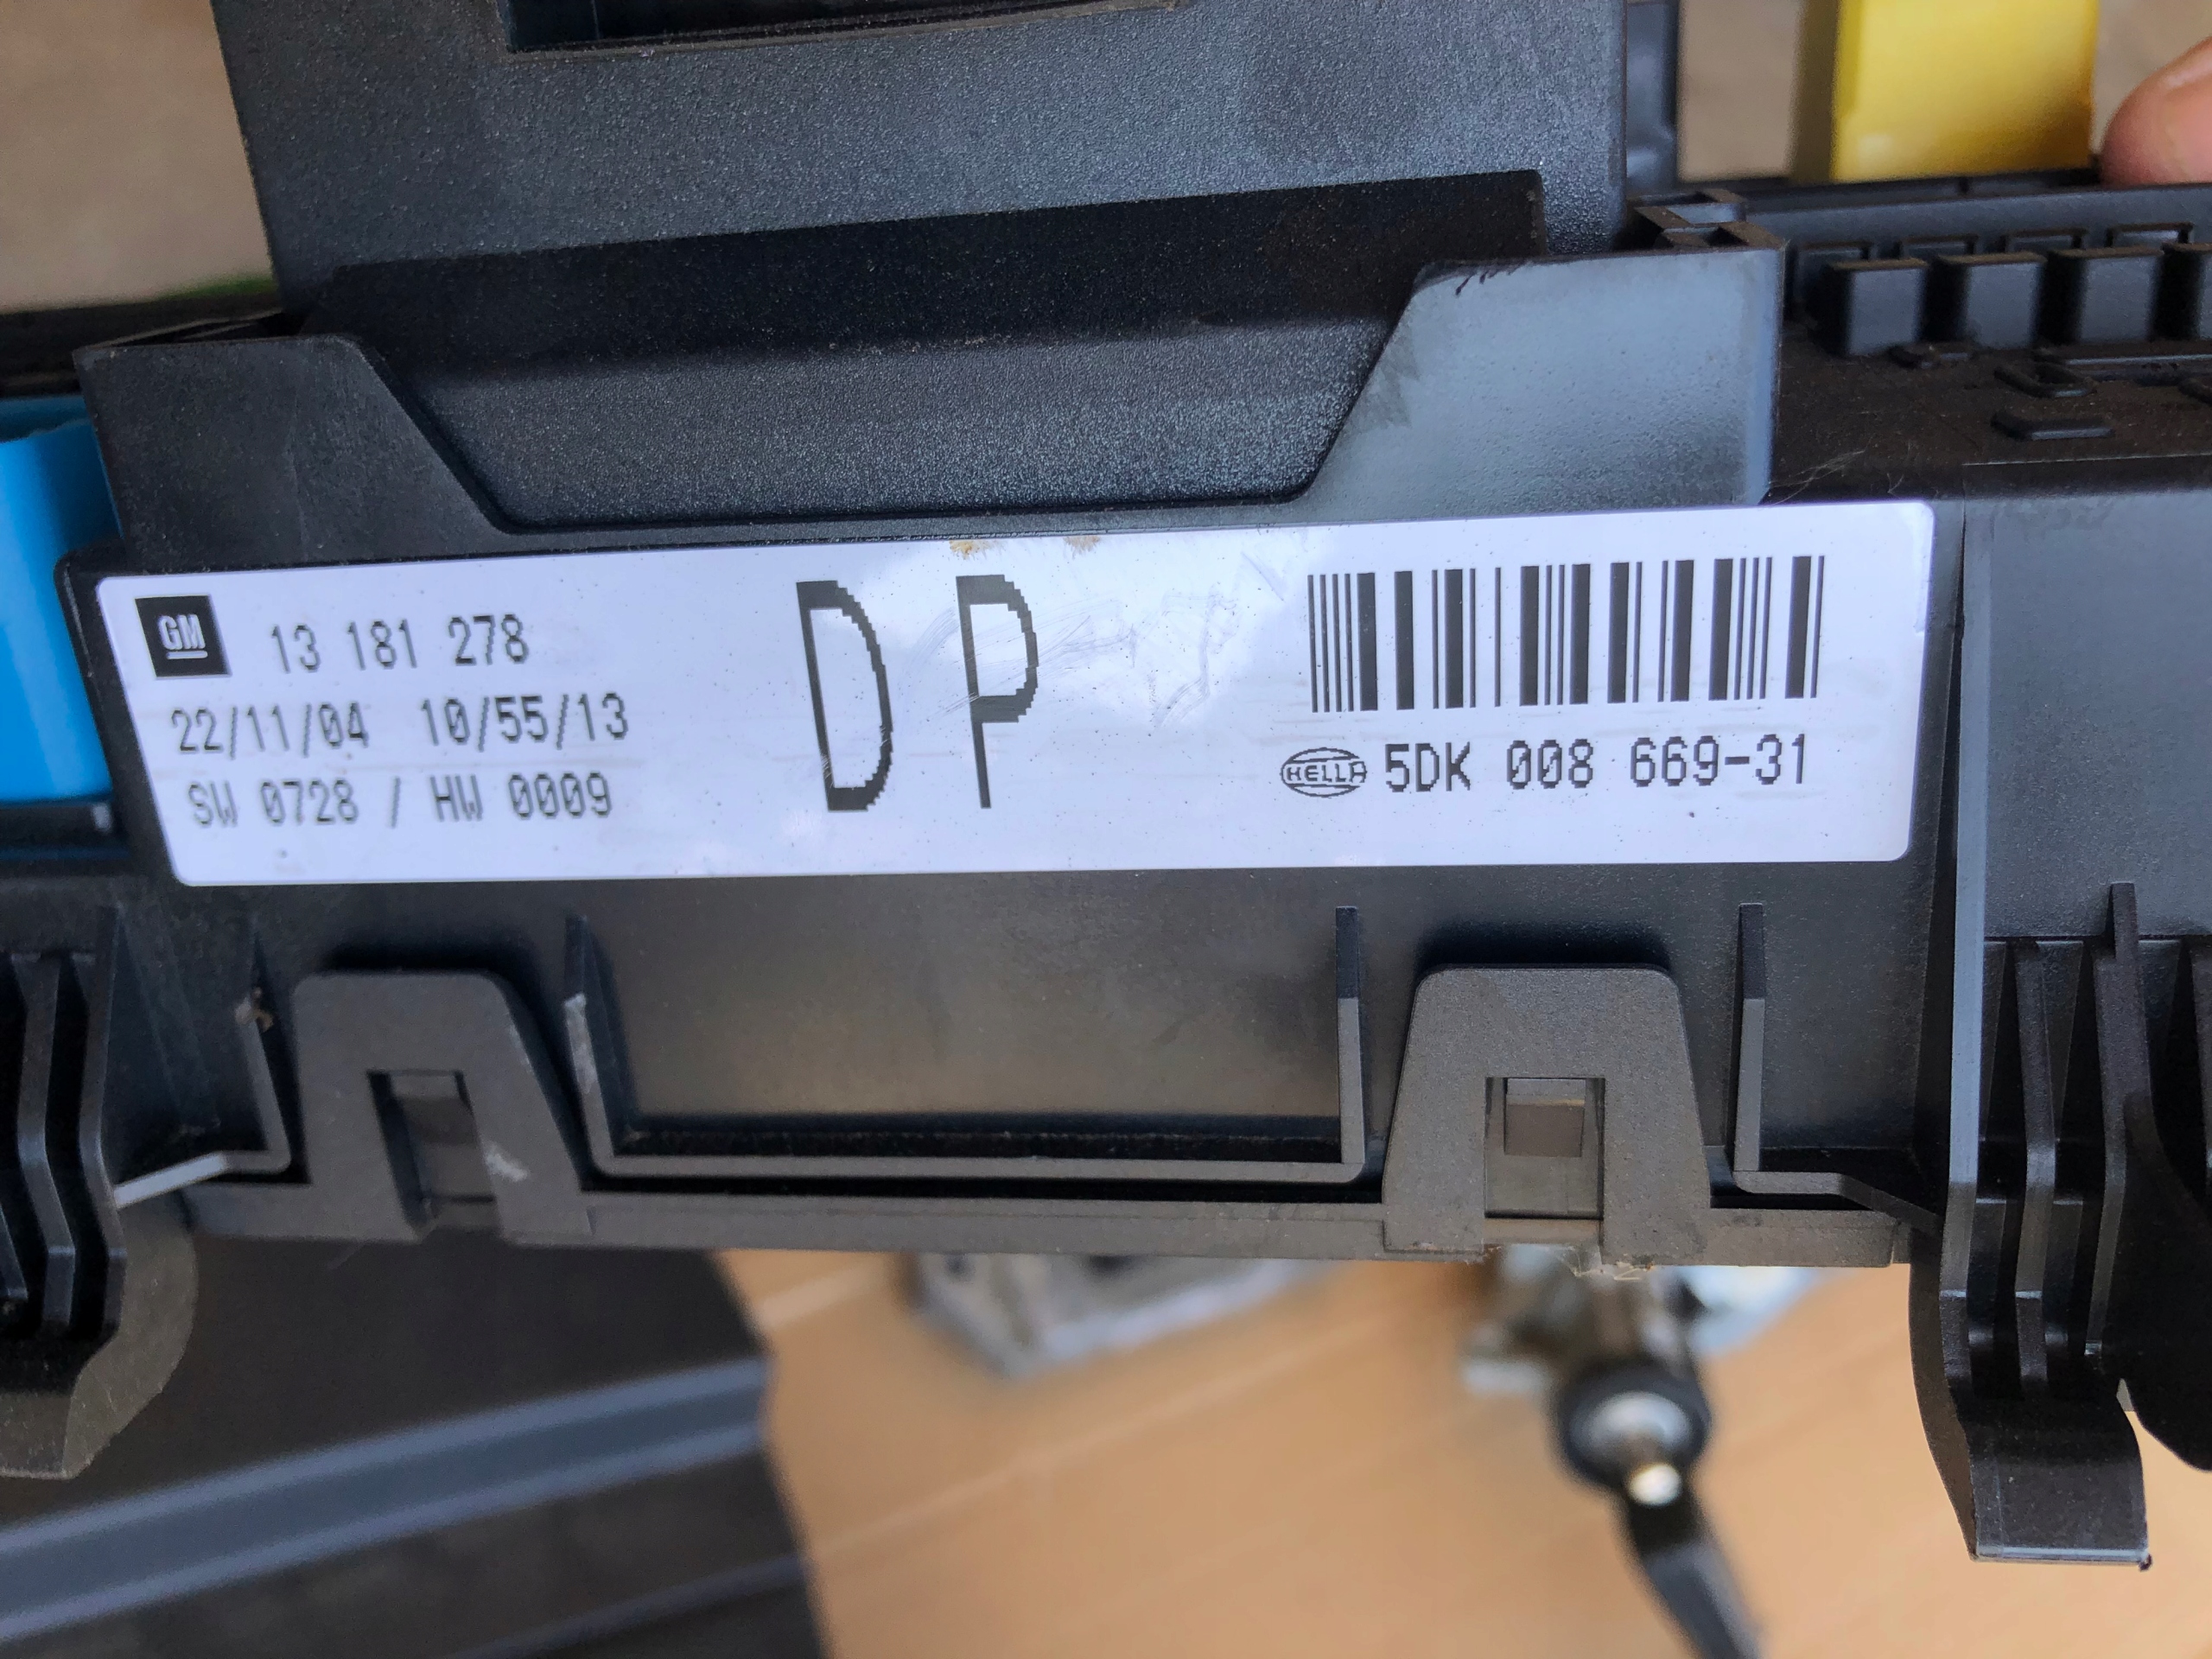 GM 13 181 278
22/11/04 10/55/13
SW 0728 / HW 0009
DP
HELLA 5DK 008 669-31